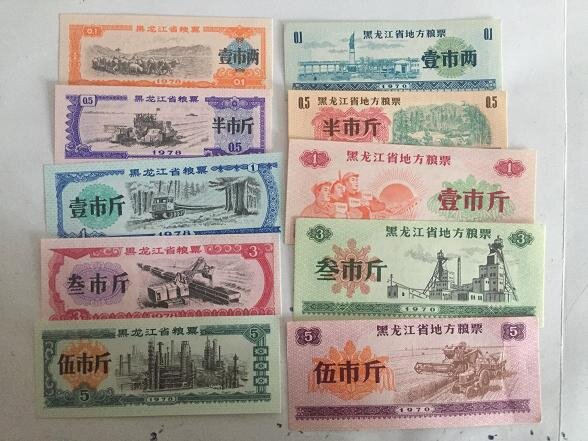 0.1 黑龙江省粮票
壹市两
1978 0.1
0.5 黑龙江省粮票
半市斤
1978 0.5
黑龙江省粮票 1
壹市斤
1 1978
黑龙江省粮票 3
叁市斤
3 1978
黑龙江省粮票 5
伍市斤
5 1978
0.1 黑龙江省地方粮票 0.1
壹市两
1970
0.5 黑龙江省地方粮票 0.5
半市斤
1 黑龙江省地方粮票 1
壹市斤
3 黑龙江省地方粮票 3
叁市斤
1970
5 黑龙江省地方粮票 5
伍市斤
1970